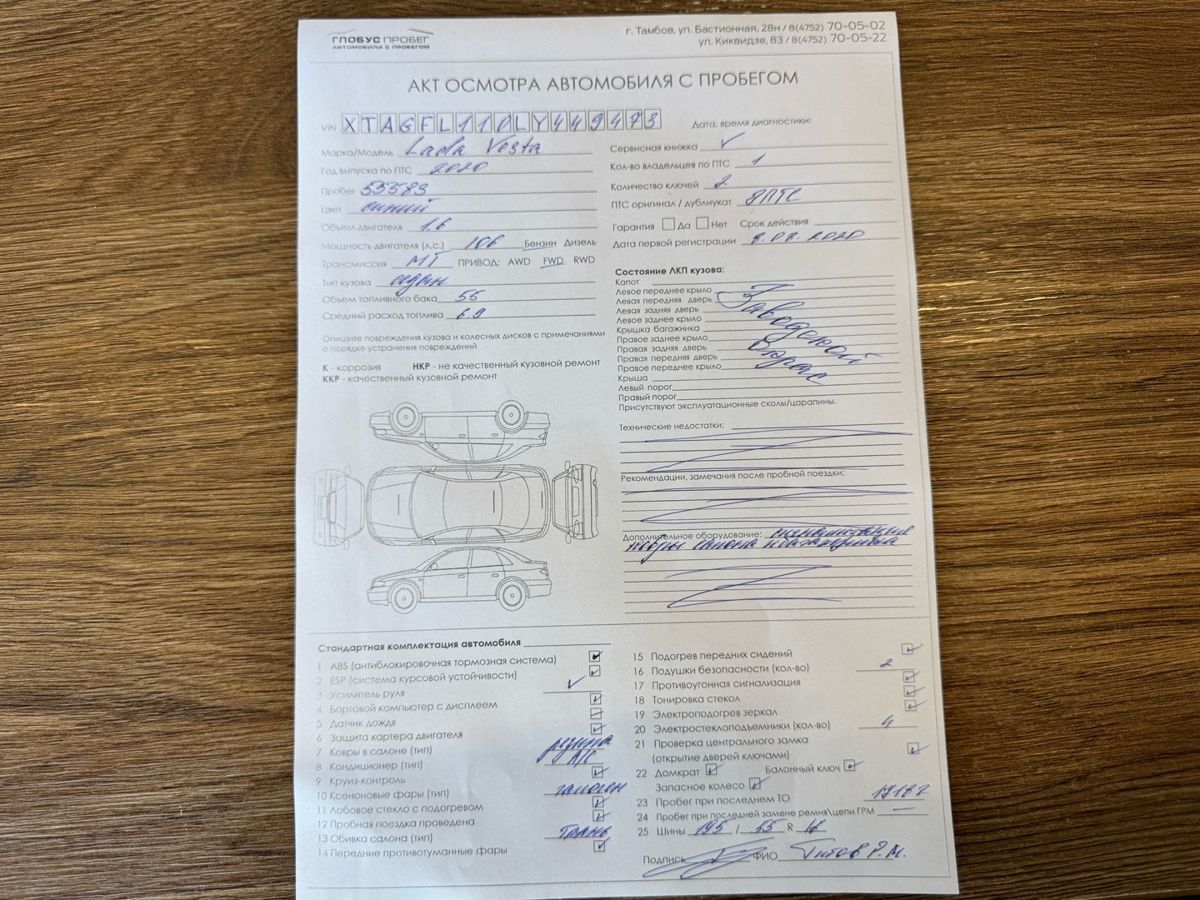 ГЛОБУС ПРОБЕГ
АВТОМОБИЛИ С ПРОБЕГОМ
г. Тамбов, ул. Бастионная, 28н / 8(4752) 70-05-02
ул. Киквидзе, 83 / 8(4752) 70-05-22
АКТ ОСМОТРА АВТОМОБИЛЯ С ПРОБЕГОМ
VIN XTAGFL110LY449473
Дата, время диагностики:
Марка/Модель Lada Vesta
Год выпуска по ПТС 2020
Пробег 53383
Цвет синий
Объем двигателя 1.6
Мощность двигателя (л.с.) 106 Бензин Дизель
Трансмиссия МТ ПРИВОД: AWD FWD RWD
Тип кузова седан
Объем топливного бака 56
Средний расход топлива 6.9
Опишите повреждения кузова и колесных дисков с примечаниями
о порядке устранения повреждений
К - коррозия НКР - не качественный кузовной ремонт
ККР - качественный кузовной ремонт
Сервисная книжка ✓
Кол-во владельцев по ПТС 1
Количество ключей 2
ПТС оригинал / дубликат ЭПТС
Гарантия Да Нет Срок действия
Дата первой регистрации 8.08.2020
Состояние ЛКП кузова:
Капот
Левое переднее крыло
Левая передняя дверь
Левая задняя дверь
Левое заднее крыло
Крышка багажника
Правое заднее крыло
Правая задняя дверь
Правая передняя дверь
Правое переднее крыло
Крыша
Левый порог
Правый порог
Заводской
окрас
Присутствуют эксплуатационные сколы/царапины.
Технические недостатки:
Рекомендации, замечания после пробной поездки:
Дополнительное оборудование:
ковры салона
Стандартная комплектация автомобиля
1 ABS (антиблокировочная тормозная система) ✓
2 ESP (система курсовой устойчивости) ✓
3 Усилитель руля ✓
4 Бортовой компьютер с дисплеем ✓
5 Датчик дождя
6 Защита картера двигателя ✓
7 Ковры в салоне (тип) резина
8 Кондиционер (тип) A/C
9 Круиз-контроль ✓
10 Ксеноновые фары (тип) галоген
11 Лобовое стекло с подогревам ✓
12 Пробная поездка проведена ✓
13 Обивка салона (тип) ткань
14 Передние противотуманные фары ✓
15 Подогрев передних сидений ✓
16 Подушки безопасности (кол-во) 2
17 Противоугонная сигнализация ✓
18 Тонировка стекол ✓
19 Электроподогрев зеркал ✓
20 Электростеклоподъемники (кол-во) 4
21 Проверка центрального замка
(открытие дверей ключами) ✓
22 Домкрат ✓ Балонный ключ ✓
Запасное колесо ✓
23 Пробег при последнем ТО
24 Пробег при последней замене ремня\цепи ГРМ —
25 Шины 195 / 55 R
Подпись ФИО Титов Р.М.